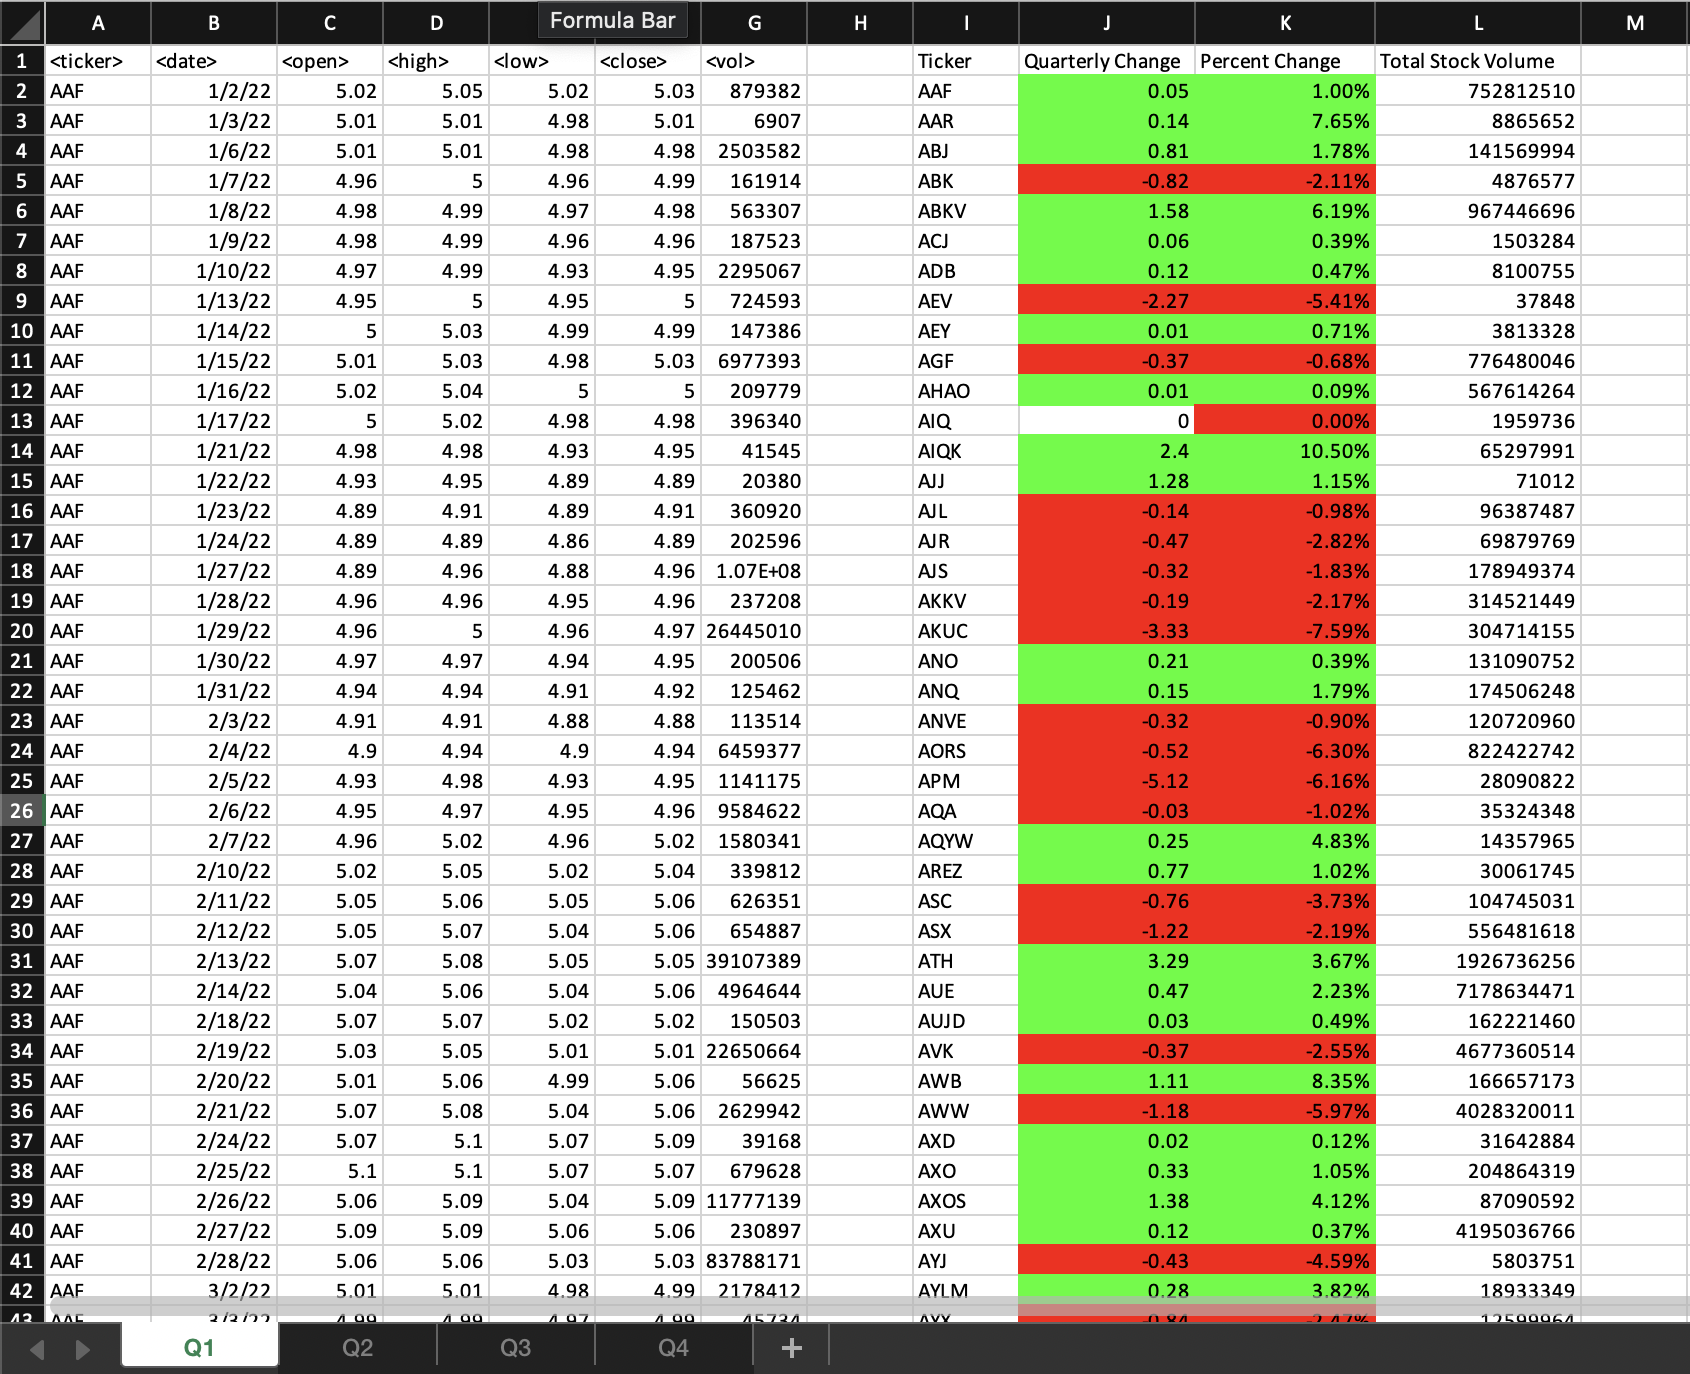 A B C D Formula Bar G H I J K L M
1 <ticker> <date> <open> <high> <low> <close> <vol> Ticker Quarterly Change Percent Change Total Stock Volume
2 AAF 1/2/22 5.02 5.05 5.02 5.03 879382 AAF 0.05 1.00% 752812510
3 AAF 1/3/22 5.01 5.01 4.98 5.01 6907 AAR 0.14 7.65% 8865652
4 AAF 1/6/22 5.01 5.01 4.98 4.98 2503582 ABJ 0.81 1.78% 141569994
5 AAF 1/7/22 4.96 5 4.96 4.99 161914 ABK -0.82 -2.11% 4876577
6 AAF 1/8/22 4.98 4.99 4.97 4.98 563307 ABKV 1.58 6.19% 967446696
7 AAF 1/9/22 4.98 4.99 4.96 4.96 187523 ACJ 0.06 0.39% 1503284
8 AAF 1/10/22 4.97 4.99 4.93 4.95 2295067 ADB 0.12 0.47% 8100755
9 AAF 1/13/22 4.95 5 4.95 5 724593 AEV -2.27 -5.41% 37848
10 AAF 1/14/22 5 5.03 4.99 4.99 147386 AEY 0.01 0.71% 3813328
11 AAF 1/15/22 5.01 5.03 4.98 5.03 6977393 AGF -0.37 -0.68% 776480046
12 AAF 1/16/22 5.02 5.04 5 5 209779 AHAO 0.01 0.09% 567614264
13 AAF 1/17/22 5 5.02 4.98 4.98 396340 AIQ 0 0.00% 1959736
14 AAF 1/21/22 4.98 4.98 4.93 4.95 41545 AIQK 2.4 10.50% 65297991
15 AAF 1/22/22 4.93 4.95 4.89 4.89 20380 AJJ 1.28 1.15% 71012
16 AAF 1/23/22 4.89 4.91 4.89 4.91 360920 AJL -0.14 -0.98% 96387487
17 AAF 1/24/22 4.89 4.89 4.86 4.89 202596 AJR -0.47 -2.82% 69879769
18 AAF 1/27/22 4.89 4.96 4.88 4.96 1.07E+08 AJS -0.32 -1.83% 178949374
19 AAF 1/28/22 4.96 4.96 4.95 4.96 237208 AKKV -0.19 -2.17% 314521449
20 AAF 1/29/22 4.96 5 4.96 4.97 26445010 AKUC -3.33 -7.59% 304714155
21 AAF 1/30/22 4.97 4.97 4.94 4.95 200506 ANO 0.21 0.39% 131090752
22 AAF 1/31/22 4.94 4.94 4.91 4.92 125462 ANQ 0.15 1.79% 174506248
23 AAF 2/3/22 4.91 4.91 4.88 4.88 113514 ANVE -0.32 -0.90% 120720960
24 AAF 2/4/22 4.9 4.94 4.9 4.94 6459377 AORS -0.52 -6.30% 822422742
25 AAF 2/5/22 4.93 4.98 4.93 4.95 1141175 APM -5.12 -6.16% 28090822
26 AAF 2/6/22 4.95 4.97 4.95 4.96 9584622 AQA -0.03 -1.02% 35324348
27 AAF 2/7/22 4.96 5.02 4.96 5.02 1580341 AQYW 0.25 4.83% 14357965
28 AAF 2/10/22 5.02 5.05 5.02 5.04 339812 AREZ 0.77 1.02% 30061745
29 AAF 2/11/22 5.05 5.06 5.05 5.06 626351 ASC -0.76 -3.73% 104745031
30 AAF 2/12/22 5.05 5.07 5.04 5.06 654887 ASX -1.22 -2.19% 556481618
31 AAF 2/13/22 5.07 5.08 5.05 5.05 39107389 ATH 3.29 3.67% 1926736256
32 AAF 2/14/22 5.04 5.06 5.04 5.06 4964644 AUE 0.47 2.23% 7178634471
33 AAF 2/18/22 5.07 5.07 5.02 5.02 150503 AUJD 0.03 0.49% 162221460
34 AAF 2/19/22 5.03 5.05 5.01 5.01 22650664 AVK -0.37 -2.55% 4677360514
35 AAF 2/20/22 5.01 5.06 4.99 5.06 56625 AWB 1.11 8.35% 166657173
36 AAF 2/21/22 5.07 5.08 5.04 5.06 2629942 AWW -1.18 -5.97% 4028320011
37 AAF 2/24/22 5.07 5.1 5.07 5.09 39168 AXD 0.02 0.12% 31642884
38 AAF 2/25/22 5.1 5.1 5.07 5.07 679628 AXO 0.33 1.05% 204864319
39 AAF 2/26/22 5.06 5.09 5.04 5.09 11777139 AXOS 1.38 4.12% 87090592
40 AAF 2/27/22 5.09 5.09 5.06 5.06 230897 AXU 0.12 0.37% 4195036766
41 AAF 2/28/22 5.06 5.06 5.03 5.03 83788171 AYJ -0.43 -4.59% 5803751
42 AAF 3/2/22 5.01 5.01 4.98 4.99 2178412 AYLM 0.28 3.82% 18933349
43 AAF 3/3/22 4.99 4.99 4.97 4.99 45734 AYX -0.84 -2.47% 12599964
Q1 Q2 Q3 Q4 +